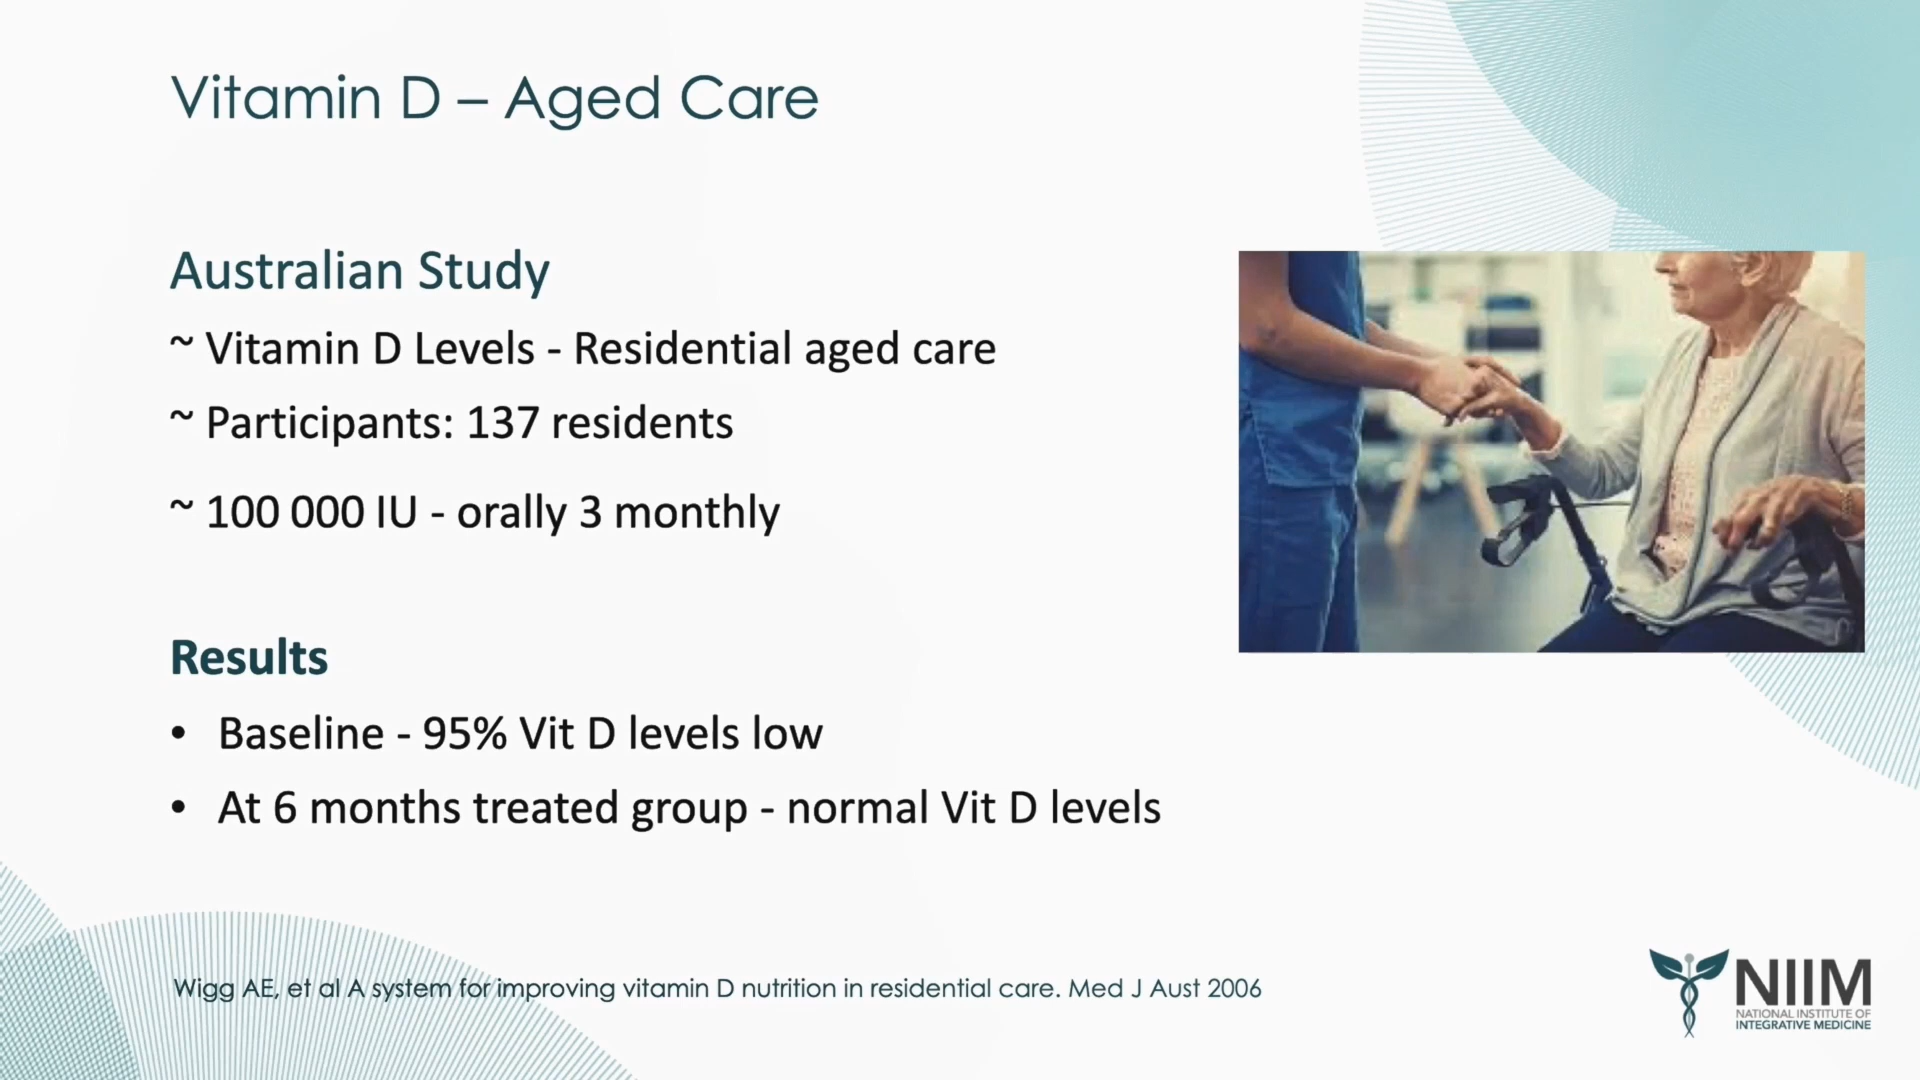 Vitamin D – Aged Care
Australian Study
~ Vitamin D Levels - Residential aged care
~ Participants: 137 residents
~ 100 000 IU - orally 3 monthly
Results
• Baseline - 95% Vit D levels low
• At 6 months treated group - normal Vit D levels
Wigg AE, et al A system for improving vitamin D nutrition in residential care. Med J Aust 2006
NIIM
NATIONAL INSTITUTE OF
INTEGRATIVE MEDICINE